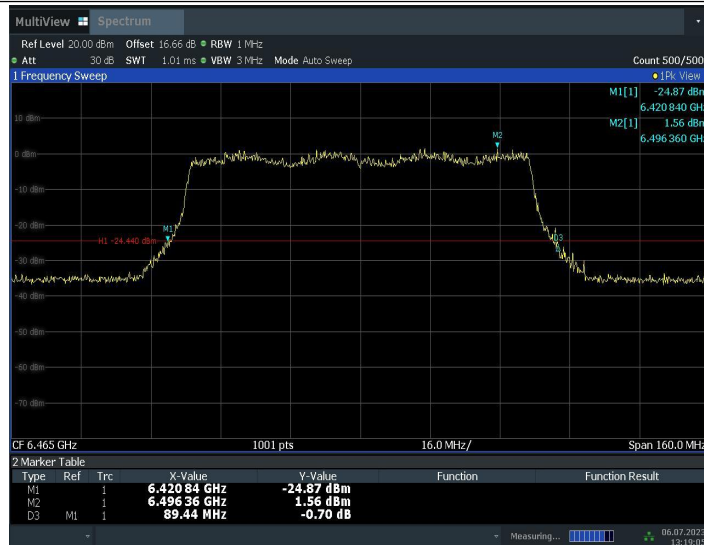 MultiView Spectrum
Ref Level 20.00 dBm Offset 16.66 dB RBW 1 MHz
Att 30 dB SWT 1.01 ms VBW 3 MHz Mode Auto Sweep Count 500/500
1 Frequency Sweep 1Pk View
M1[1] -24.87 dBm
6.420 840 GHz
M2[1] 1.56 dBm
6.496 360 GHz
10 dBm
M2
0 dBm
-10 dBm
-20 dBm
M1
H1 -24.440 dBm
D3
-30 dBm
-40 dBm
-50 dBm
-60 dBm
-70 dBm
CF 6.465 GHz 1001 pts 16.0 MHz/ Span 160.0 MHz
2 Marker Table
Type Ref Trc X-Value Y-Value Function Function Result
M1 1 6.420 84 GHz -24.87 dBm
M2 1 6.496 36 GHz 1.56 dBm
D3 M1 1 89.44 MHz -0.70 dB
Measuring... 06.07.2023
13:19:05